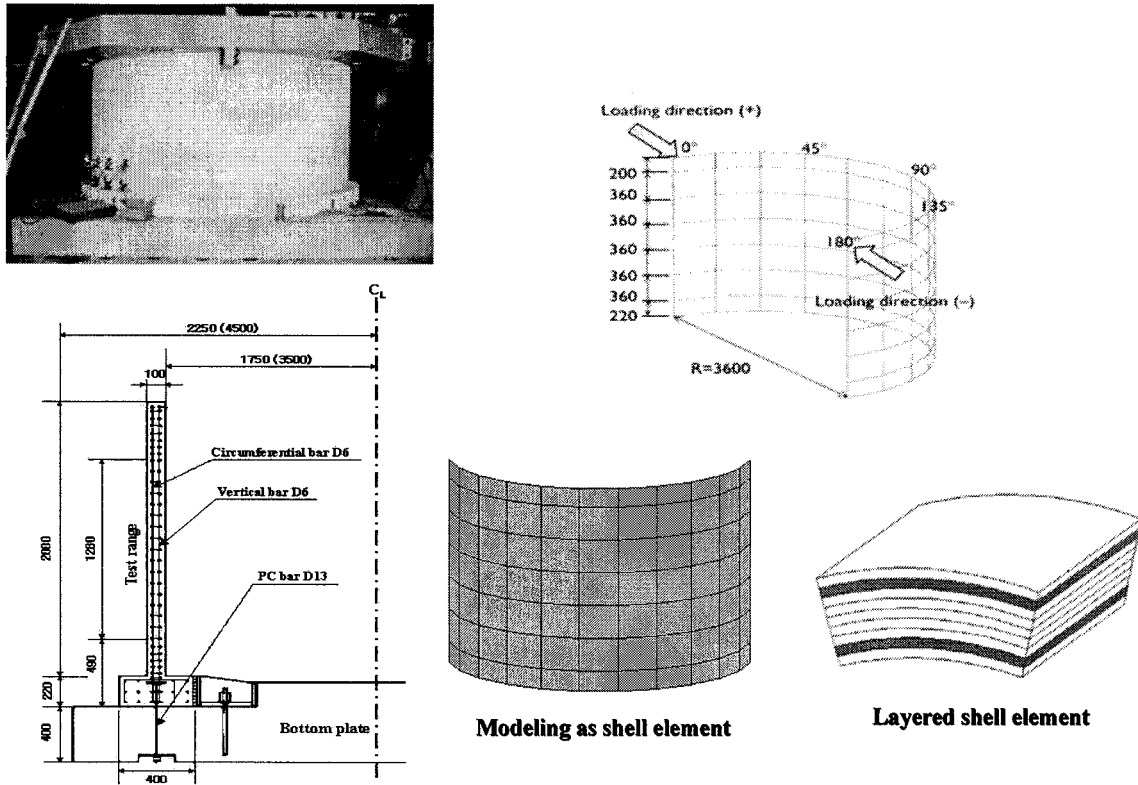 Loading direction (+)
0°
45°
90°
135°
180°
200
360
360
360
360
360
220
Loading direction (−)
R=3600
C_L
2250 (4500)
1750 (3500)
100
Circumferential bar D6
Vertical bar D6
Test range
PC bar D13
2000
1280
490
220
400
Bottom plate
400
Modeling as shell element
Layered shell element